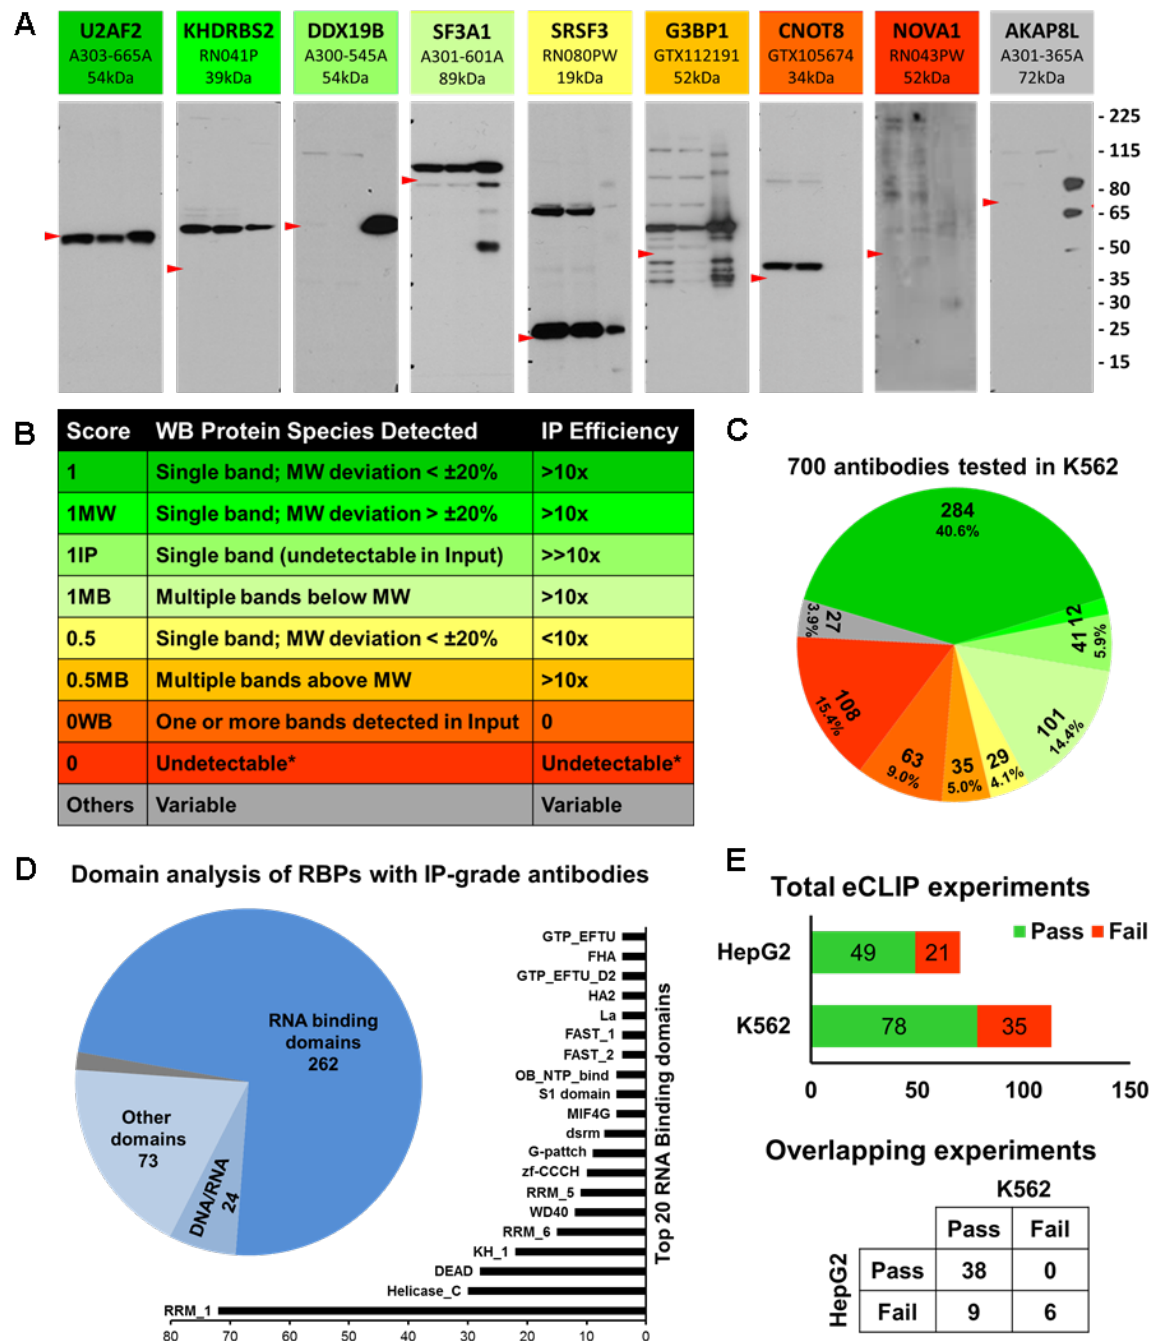 A
U2AF2
A303-665A
54kDa
KHDRBS2
RN041P
39kDa
DDX19B
A300-545A
54kDa
SF3A1
A301-601A
89kDa
SRSF3
RN080PW
19kDa
G3BP1
GTX112191
52kDa
CNOT8
GTX105674
34kDa
NOVA1
RN043PW
52kDa
AKAP8L
A301-365A
72kDa
- 225
- 115
- 80
- 65
- 50
- 35
- 30
- 25
- 15
B
Score WB Protein Species Detected IP Efficiency
1 Single band; MW deviation < ±20% >10x
1MW Single band; MW deviation > ±20% >10x
1IP Single band (undetectable in Input) >>10x
1MB Multiple bands below MW >10x
0.5 Single band; MW deviation < ±20% <10x
0.5MB Multiple bands above MW >10x
0WB One or more bands detected in Input 0
0 Undetectable* Undetectable*
Others Variable Variable
C
700 antibodies tested in K562
284
40.6%
12
41
5.9%
101
14.4%
29
4.1%
35
5.0%
63
9.0%
108
15.4%
27
3.9%
D
Domain analysis of RBPs with IP-grade antibodies
RNA binding
domains
262
Other
domains
73
DNA/RNA
24
GTP_EFTU
FHA
GTP_EFTU_D2
HA2
La
FAST_1
FAST_2
OB_NTP_bind
S1 domain
MIF4G
dsrm
G-pattch
zf-CCCH
RRM_5
WD40
RRM_6
KH_1
DEAD
Helicase_C
RRM_1
80 70 60 50 40 30 20 10 0
Top 20 RNA Binding domains
E
Total eCLIP experiments
Pass Fail
HepG2 49 21
K562 78 35
0 50 100 150
Overlapping experiments
K562
Pass Fail
HepG2
Pass 38 0
Fail 9 6